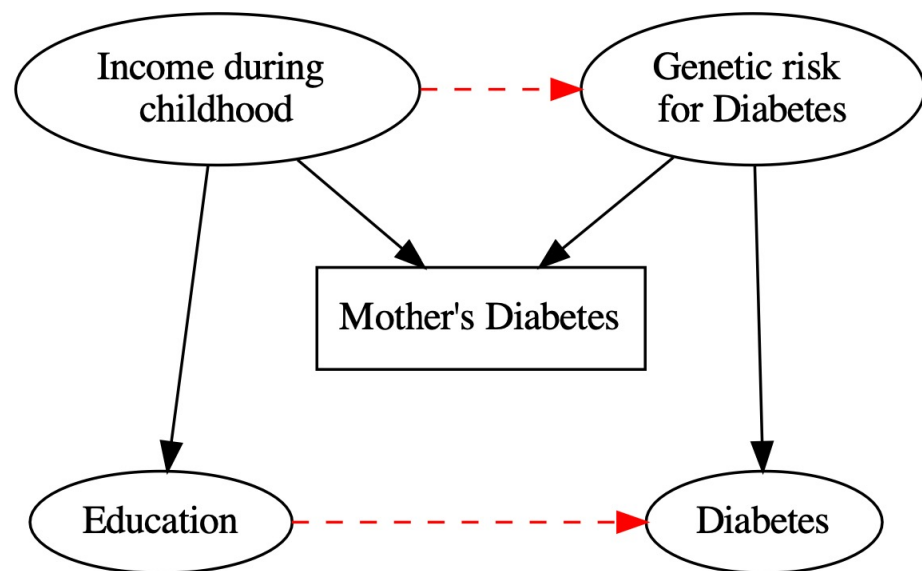 Income during
childhood
Genetic risk
for Diabetes
Mother's Diabetes
Education
Diabetes